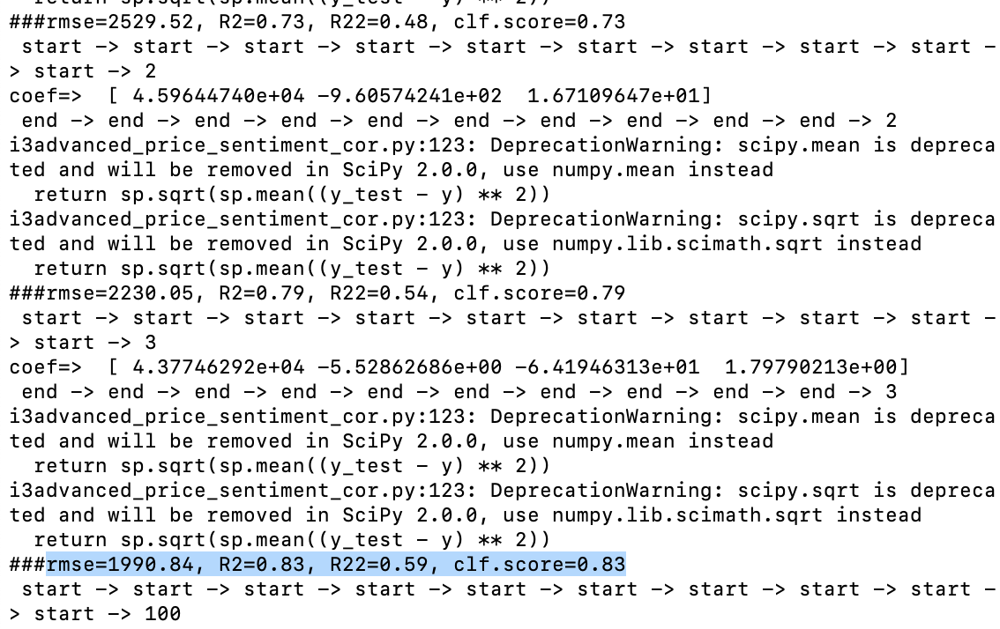 return sp.sqrt(sp.mean((y_test - y) ** 2))
###rmse=2529.52, R2=0.73, R22=0.48, clf.score=0.73
 start -> start -> start -> start -> start -> start -> start -> start -> start -
> start -> 2
coef=>  [ 4.59644740e+04 -9.60574241e+02  1.67109647e+01]
 end -> end -> end -> end -> end -> end -> end -> end -> end -> end -> 2
i3advanced_price_sentiment_cor.py:123: DeprecationWarning: scipy.mean is depreca
ted and will be removed in SciPy 2.0.0, use numpy.mean instead
  return sp.sqrt(sp.mean((y_test - y) ** 2))
i3advanced_price_sentiment_cor.py:123: DeprecationWarning: scipy.sqrt is depreca
ted and will be removed in SciPy 2.0.0, use numpy.lib.scimath.sqrt instead
  return sp.sqrt(sp.mean((y_test - y) ** 2))
###rmse=2230.05, R2=0.79, R22=0.54, clf.score=0.79
 start -> start -> start -> start -> start -> start -> start -> start -> start -
> start -> 3
coef=>  [ 4.37746292e+04 -5.52862686e+00 -6.41946313e+01  1.79790213e+00]
 end -> end -> end -> end -> end -> end -> end -> end -> end -> end -> 3
i3advanced_price_sentiment_cor.py:123: DeprecationWarning: scipy.mean is depreca
ted and will be removed in SciPy 2.0.0, use numpy.mean instead
  return sp.sqrt(sp.mean((y_test - y) ** 2))
i3advanced_price_sentiment_cor.py:123: DeprecationWarning: scipy.sqrt is depreca
ted and will be removed in SciPy 2.0.0, use numpy.lib.scimath.sqrt instead
  return sp.sqrt(sp.mean((y_test - y) ** 2))
###rmse=1990.84, R2=0.83, R22=0.59, clf.score=0.83
 start -> start -> start -> start -> start -> start -> start -> start -> start -
> start -> 100